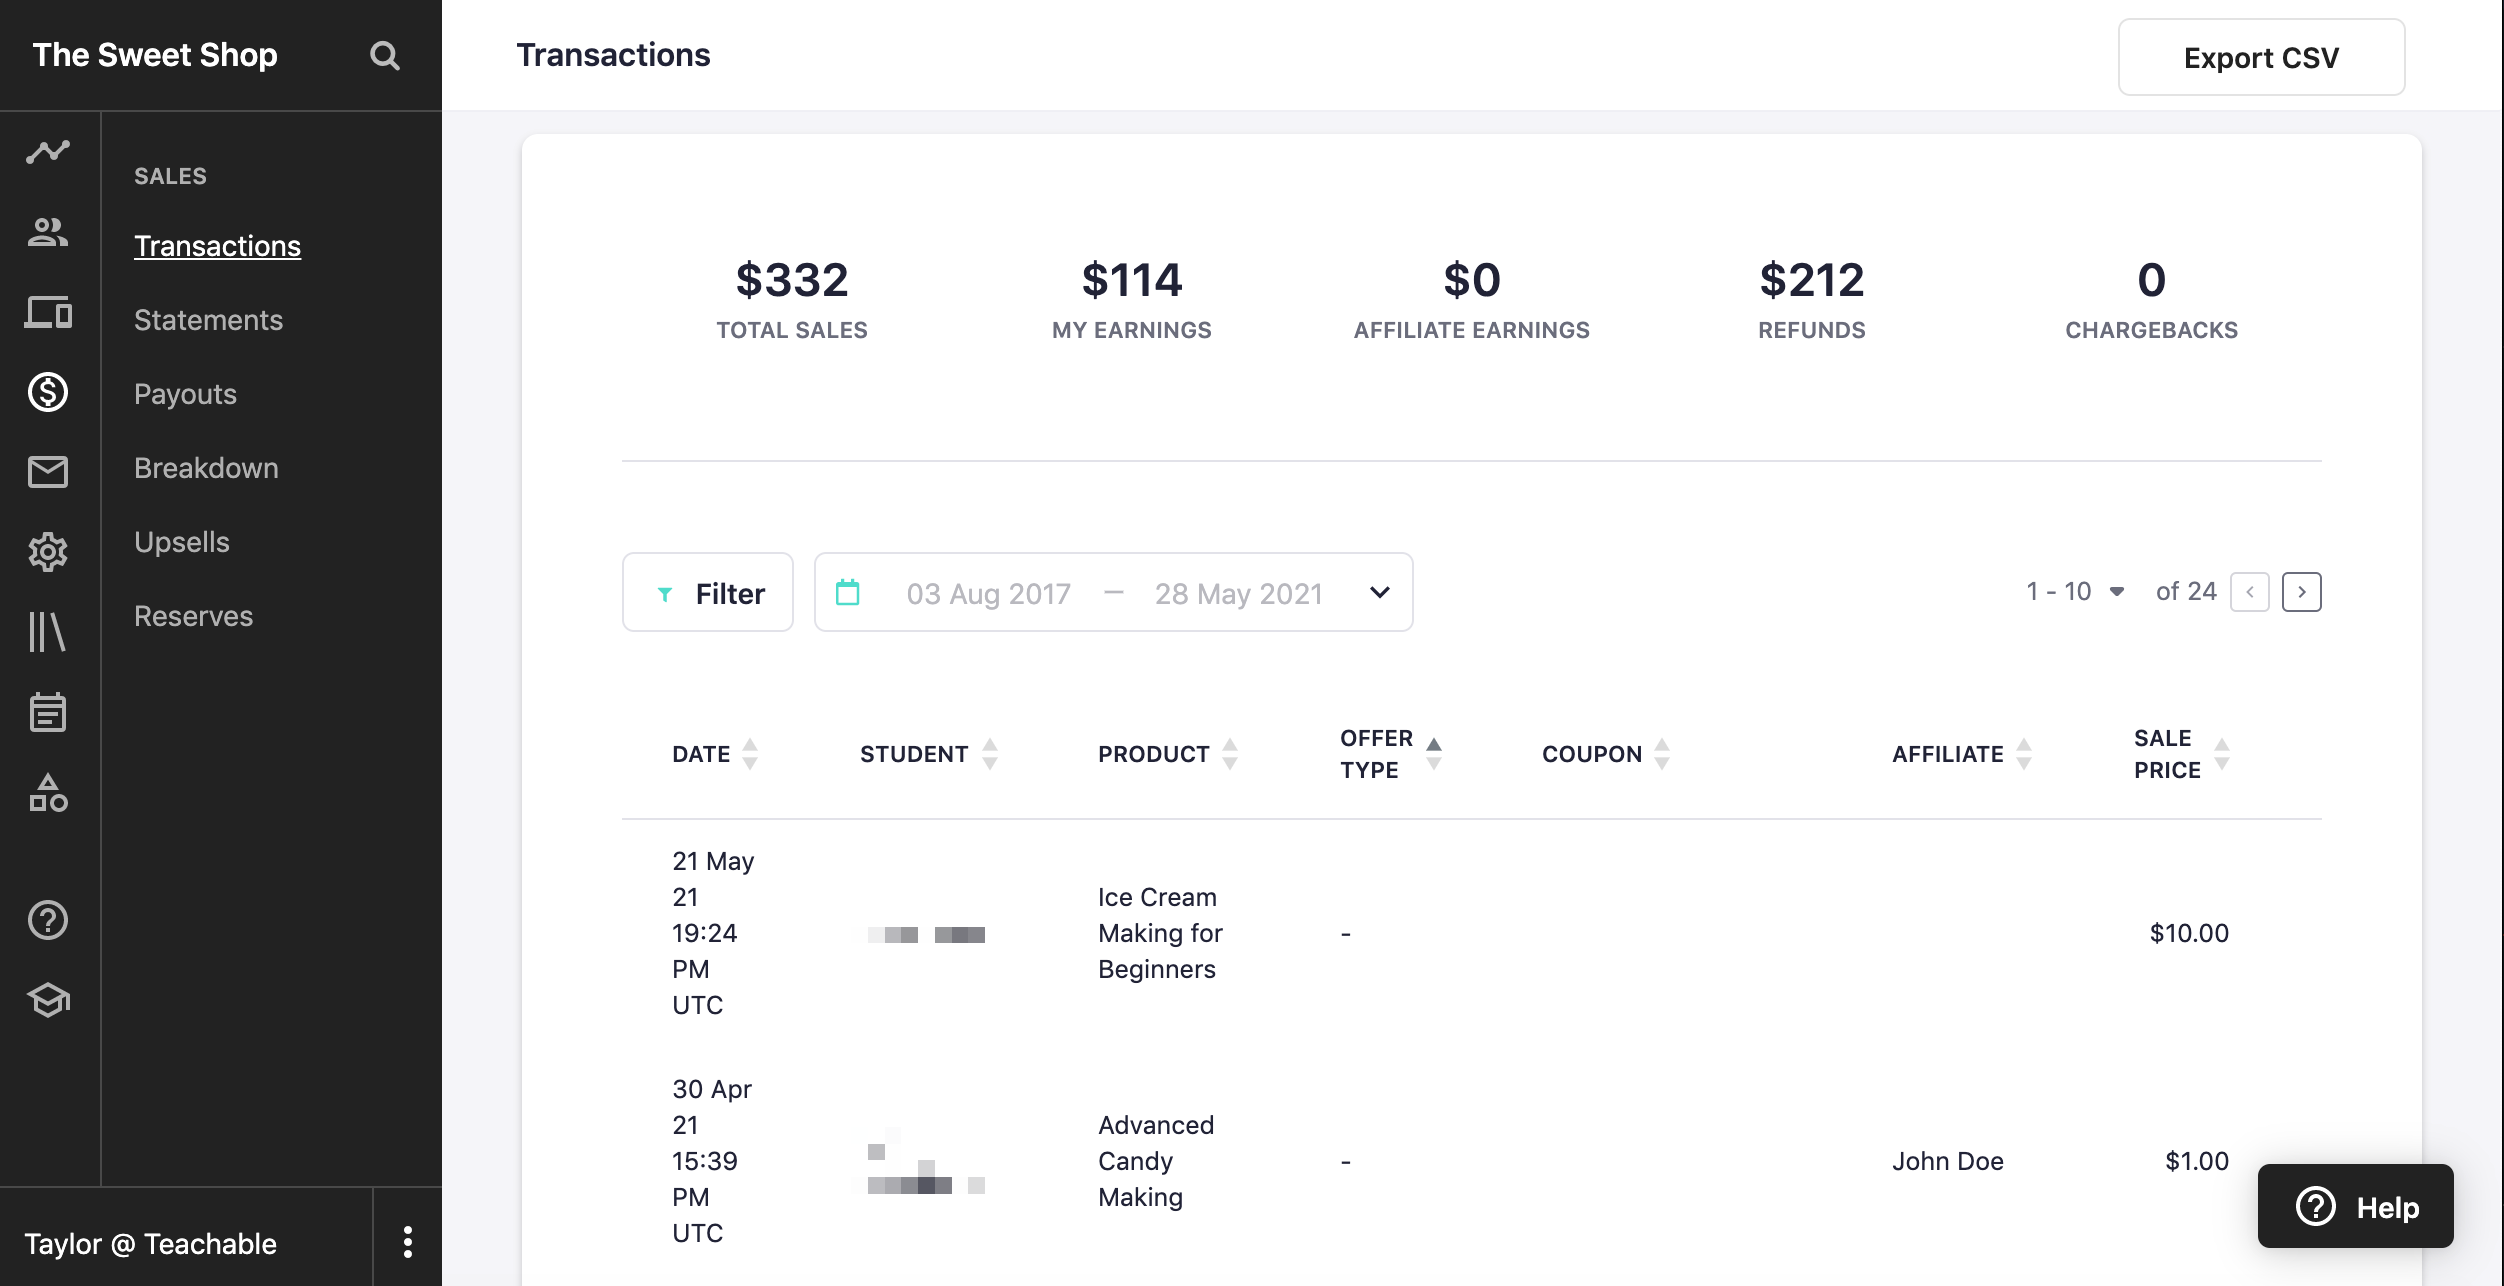 The Sweet Shop
Transactions
Export CSV
SALES
Transactions
Statements
Payouts
Breakdown
Upsells
Reserves
Taylor @ Teachable
$332
TOTAL SALES
$114
MY EARNINGS
$0
AFFILIATE EARNINGS
$212
REFUNDS
0
CHARGEBACKS
Filter
03 Aug 2017 — 28 May 2021
1 - 10 of 24
DATE
STUDENT
PRODUCT
OFFER
TYPE
COUPON
AFFILIATE
SALE
PRICE
21 May
21
19:24
PM
UTC
Ice Cream
Making for
Beginners
-
$10.00
30 Apr
21
15:39
PM
UTC
Advanced
Candy
Making
-
John Doe
$1.00
Help